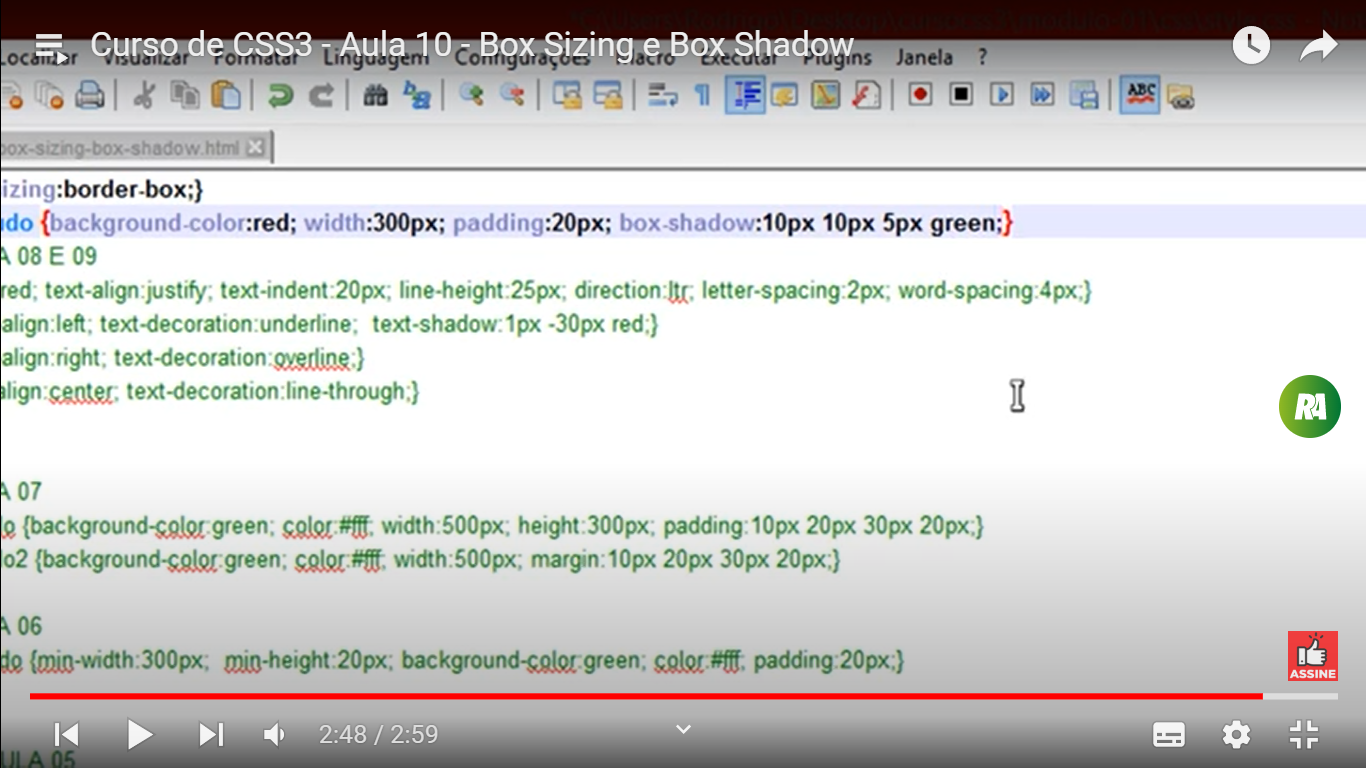 Curso de CSS3 - Aula 10 - Box Sizing e Box Shadow
Localizar Visualizar Formatar Linguagem Configurações Macro Executar Plugins Janela ?
ABC
box-sizing-box-shadow.html
izing:border-box;}
udo {background-color:red; width:300px; padding:20px; box-shadow:10px 10px 5px green;}
A 08 E 09
red; text-align:justify; text-indent:20px; line-height:25px; direction:ltr; letter-spacing:2px; word-spacing:4px;}
align:left; text-decoration:underline; text-shadow:1px -30px red;}
align:right; text-decoration:overline;}
align:center; text-decoration:line-through;}
RA
A 07
lo {background-color:green; color:#fff; width:500px; height:300px; padding:10px 20px 30px 20px;}
lo2 {background-color:green; color:#fff; width:500px; margin:10px 20px 30px 20px;}
A 06
do {min-width:300px; min-height:20px; background-color:green; color:#fff; padding:20px;}
ASSINE
2:48 / 2:59
ULA 05